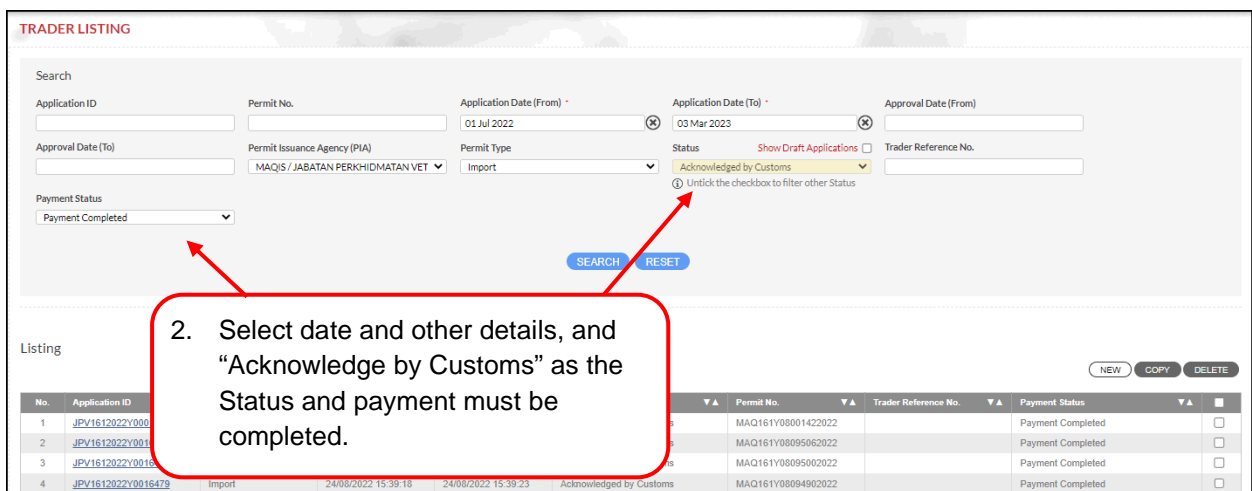 TRADER LISTING
Search
Application ID
Permit No.
Application Date (From) *
Application Date (To) *
Approval Date (From)
01 Jul 2022
03 Mar 2023
Approval Date (To)
Permit Issuance Agency (PIA)
Permit Type
Status
Show Draft Applications
Trader Reference No.
MAQIS / JABATAN PERKHIDMATAN VET
Import
Acknowledged by Customs
Untick the checkbox to filter other Status
Payment Status
Payment Completed
SEARCH
RESET
2. Select date and other details, and
“Acknowledge by Customs” as the
Status and payment must be
completed.
Listing
NEW
COPY
DELETE
No. Application ID ▼▲ Permit No. ▼▲ Trader Reference No. ▼▲ Payment Status ▼▲
1 MAQ161Y08001422022 Payment Completed
2 MAQ161Y08095062022 Payment Completed
3 MAQ161Y08095002022 Payment Completed
4 JPV1612022Y0016479 Import 24/08/2022 15:39:18 24/08/2022 15:39:23 Acknowledged by Customs MAQ161Y08094902022 Payment Completed